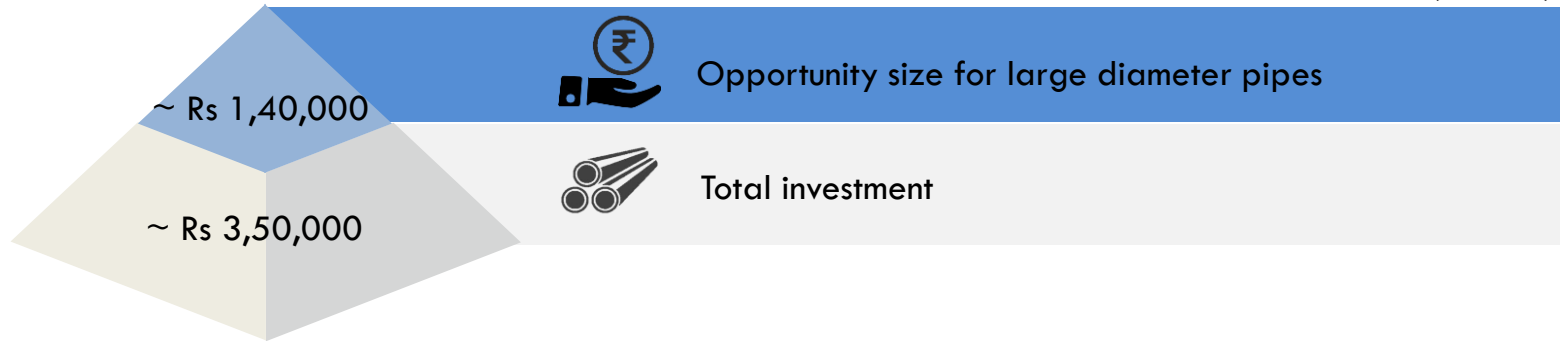 ~ Rs 1,40,000
Opportunity size for large diameter pipes
~ Rs 3,50,000
Total investment